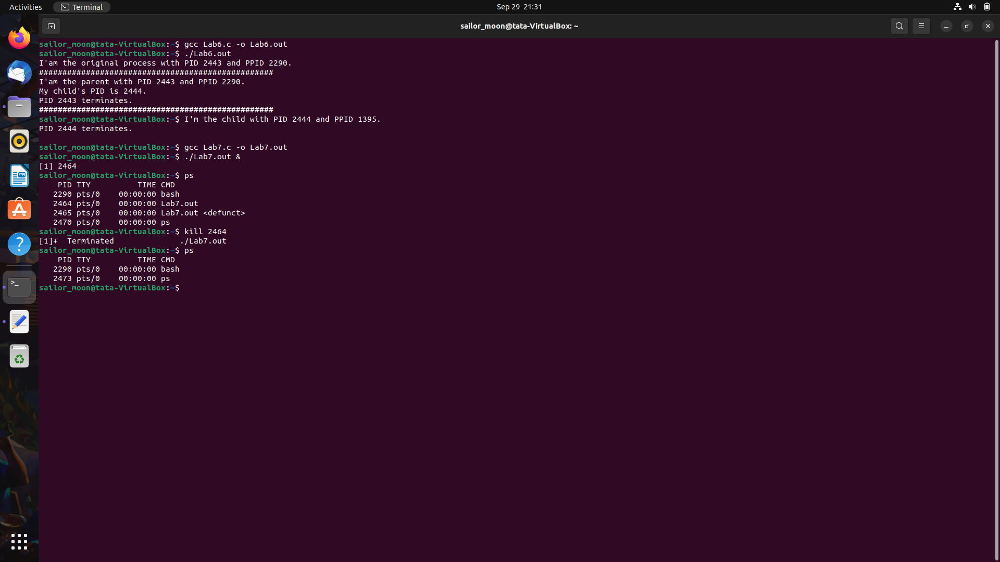 Activities
Terminal
Sep 29 21:31
sailor_moon@tata-VirtualBox: ~
sailor_moon@tata-VirtualBox:~$ gcc Lab6.c -o Lab6.out
sailor_moon@tata-VirtualBox:~$ ./Lab6.out
I'am the original process with PID 2443 and PPID 2290.
##################################################
I'am the parent with PID 2443 and PPID 2290.
My child's PID is 2444.
PID 2443 terminates.
##################################################
sailor_moon@tata-VirtualBox:~$ I'm the child with PID 2444 and PPID 1395.
PID 2444 terminates.
sailor_moon@tata-VirtualBox:~$ gcc Lab7.c -o Lab7.out
sailor_moon@tata-VirtualBox:~$ ./Lab7.out &
[1] 2464
sailor_moon@tata-VirtualBox:~$ ps
    PID TTY          TIME CMD
   2290 pts/0    00:00:00 bash
   2464 pts/0    00:00:00 Lab7.out
   2465 pts/0    00:00:00 Lab7.out <defunct>
   2470 pts/0    00:00:00 ps
sailor_moon@tata-VirtualBox:~$ kill 2464
[1]+  Terminated              ./Lab7.out
sailor_moon@tata-VirtualBox:~$ ps
    PID TTY          TIME CMD
   2290 pts/0    00:00:00 bash
   2473 pts/0    00:00:00 ps
sailor_moon@tata-VirtualBox:~$